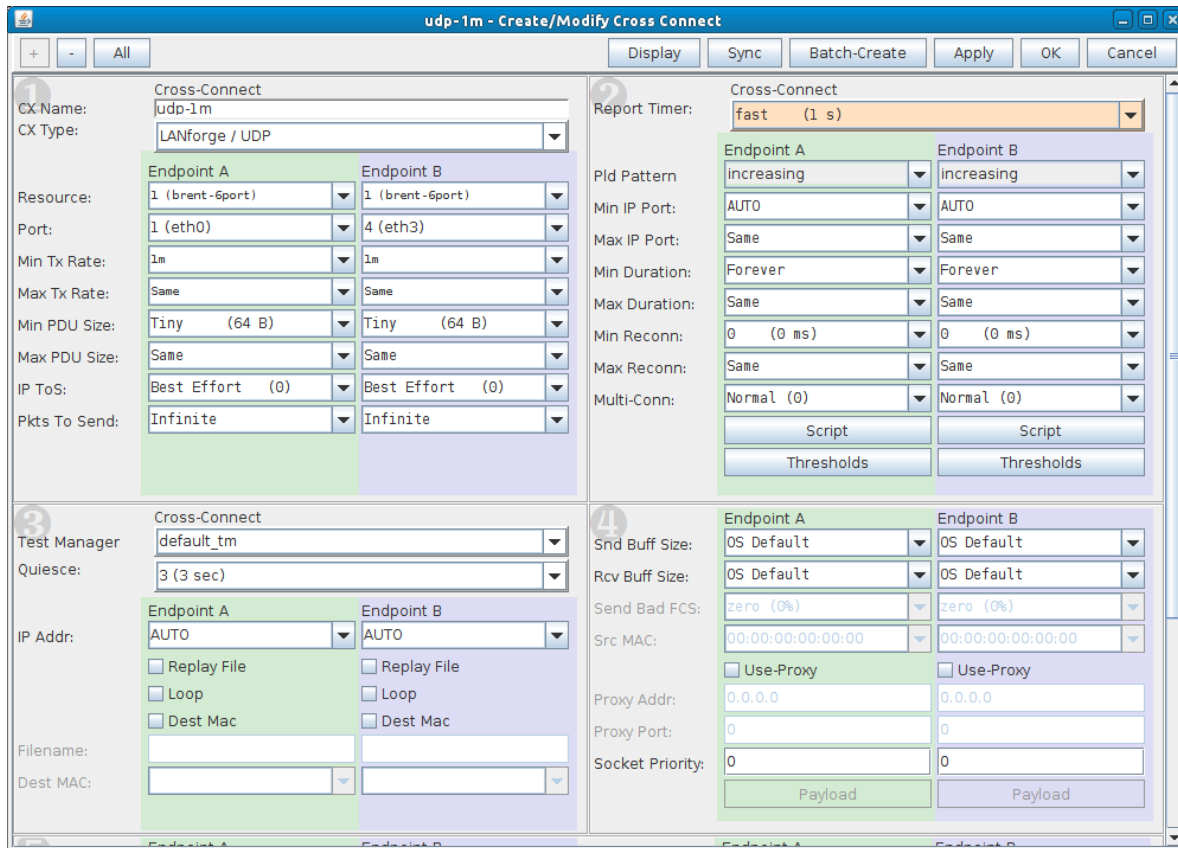 udp-1m - Create/Modify Cross Connect
+ - All Display Sync Batch-Create Apply OK Cancel
1
Cross-Connect
CX Name: udp-1m
CX Type: LANforge / UDP
Endpoint A Endpoint B
Resource: 1 (brent-6port) 1 (brent-6port)
Port: 1 (eth0) 4 (eth3)
Min Tx Rate: 1m 1m
Max Tx Rate: Same Same
Min PDU Size: Tiny (64 B) Tiny (64 B)
Max PDU Size: Same Same
IP ToS: Best Effort (0) Best Effort (0)
Pkts To Send: Infinite Infinite
2
Cross-Connect
Report Timer: fast (1 s)
Endpoint A Endpoint B
Pld Pattern increasing increasing
Min IP Port: AUTO AUTO
Max IP Port: Same Same
Min Duration: Forever Forever
Max Duration: Same Same
Min Reconn: 0 (0 ms) 0 (0 ms)
Max Reconn: Same Same
Multi-Conn: Normal (0) Normal (0)
Script Script
Thresholds Thresholds
3
Cross-Connect
Test Manager default_tm
Quiesce: 3 (3 sec)
Endpoint A Endpoint B
IP Addr: AUTO AUTO
Replay File Replay File
Loop Loop
Dest Mac Dest Mac
Filename:
Dest MAC:
4
Endpoint A Endpoint B
Snd Buff Size: OS Default OS Default
Rcv Buff Size: OS Default OS Default
Send Bad FCS: zero (0%) zero (0%)
Src MAC: 00:00:00:00:00:00 00:00:00:00:00:00
Use-Proxy Use-Proxy
Proxy Addr: 0.0.0.0 0.0.0.0
Proxy Port: 0 0
Socket Priority: 0 0
Payload Payload
5
Endpoint A Endpoint B Endpoint A Endpoint B